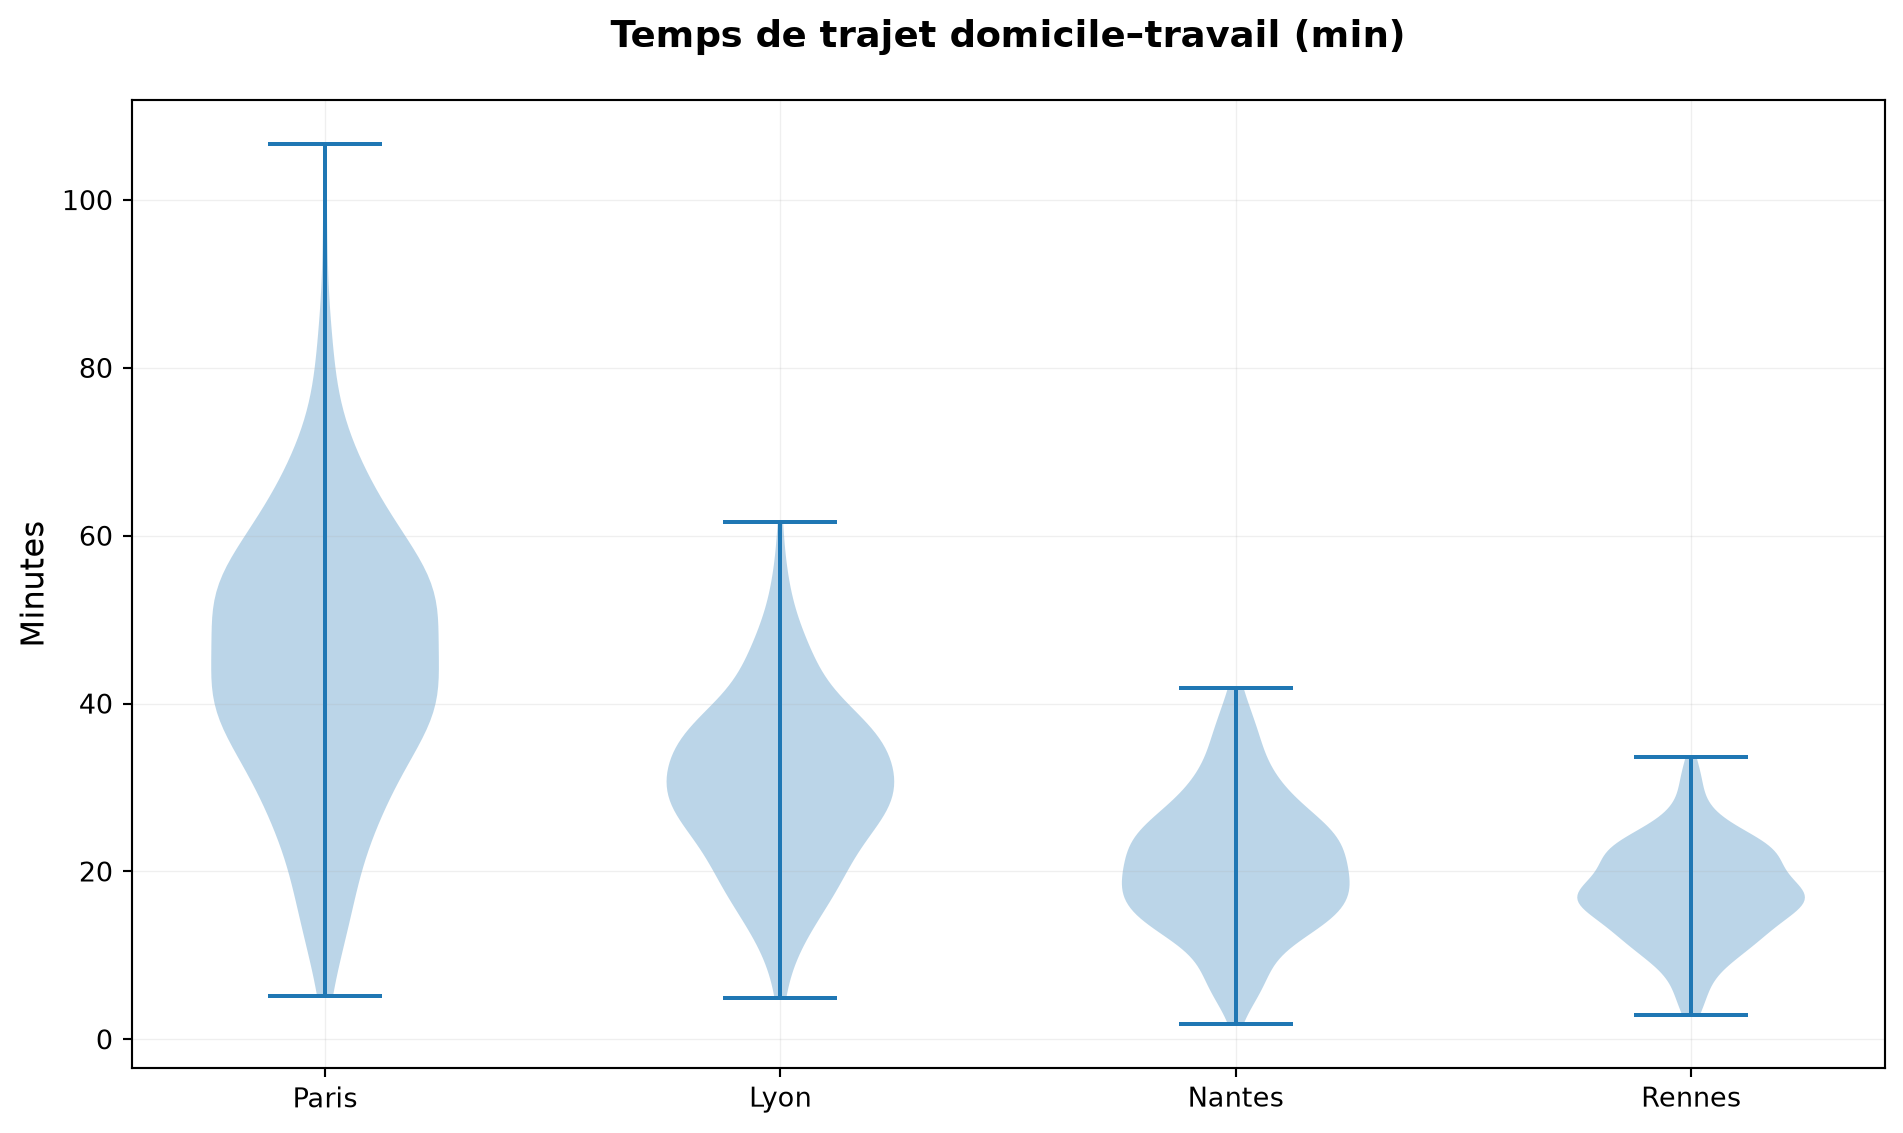 Temps de trajet domicile–travail (min)
Minutes
100
80
60
40
20
0
Paris
Lyon
Nantes
Rennes